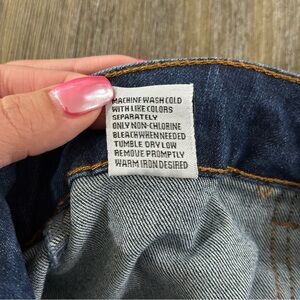 MACHINE WASH COLD
WITH LIKE COLORS
SEPARATELY
ONLY NON-CHLORINE
BLEACH WHEN NEEDED
TUMBLE DRY LOW
REMOVE PROMPTLY
WARM IRON DESIRED